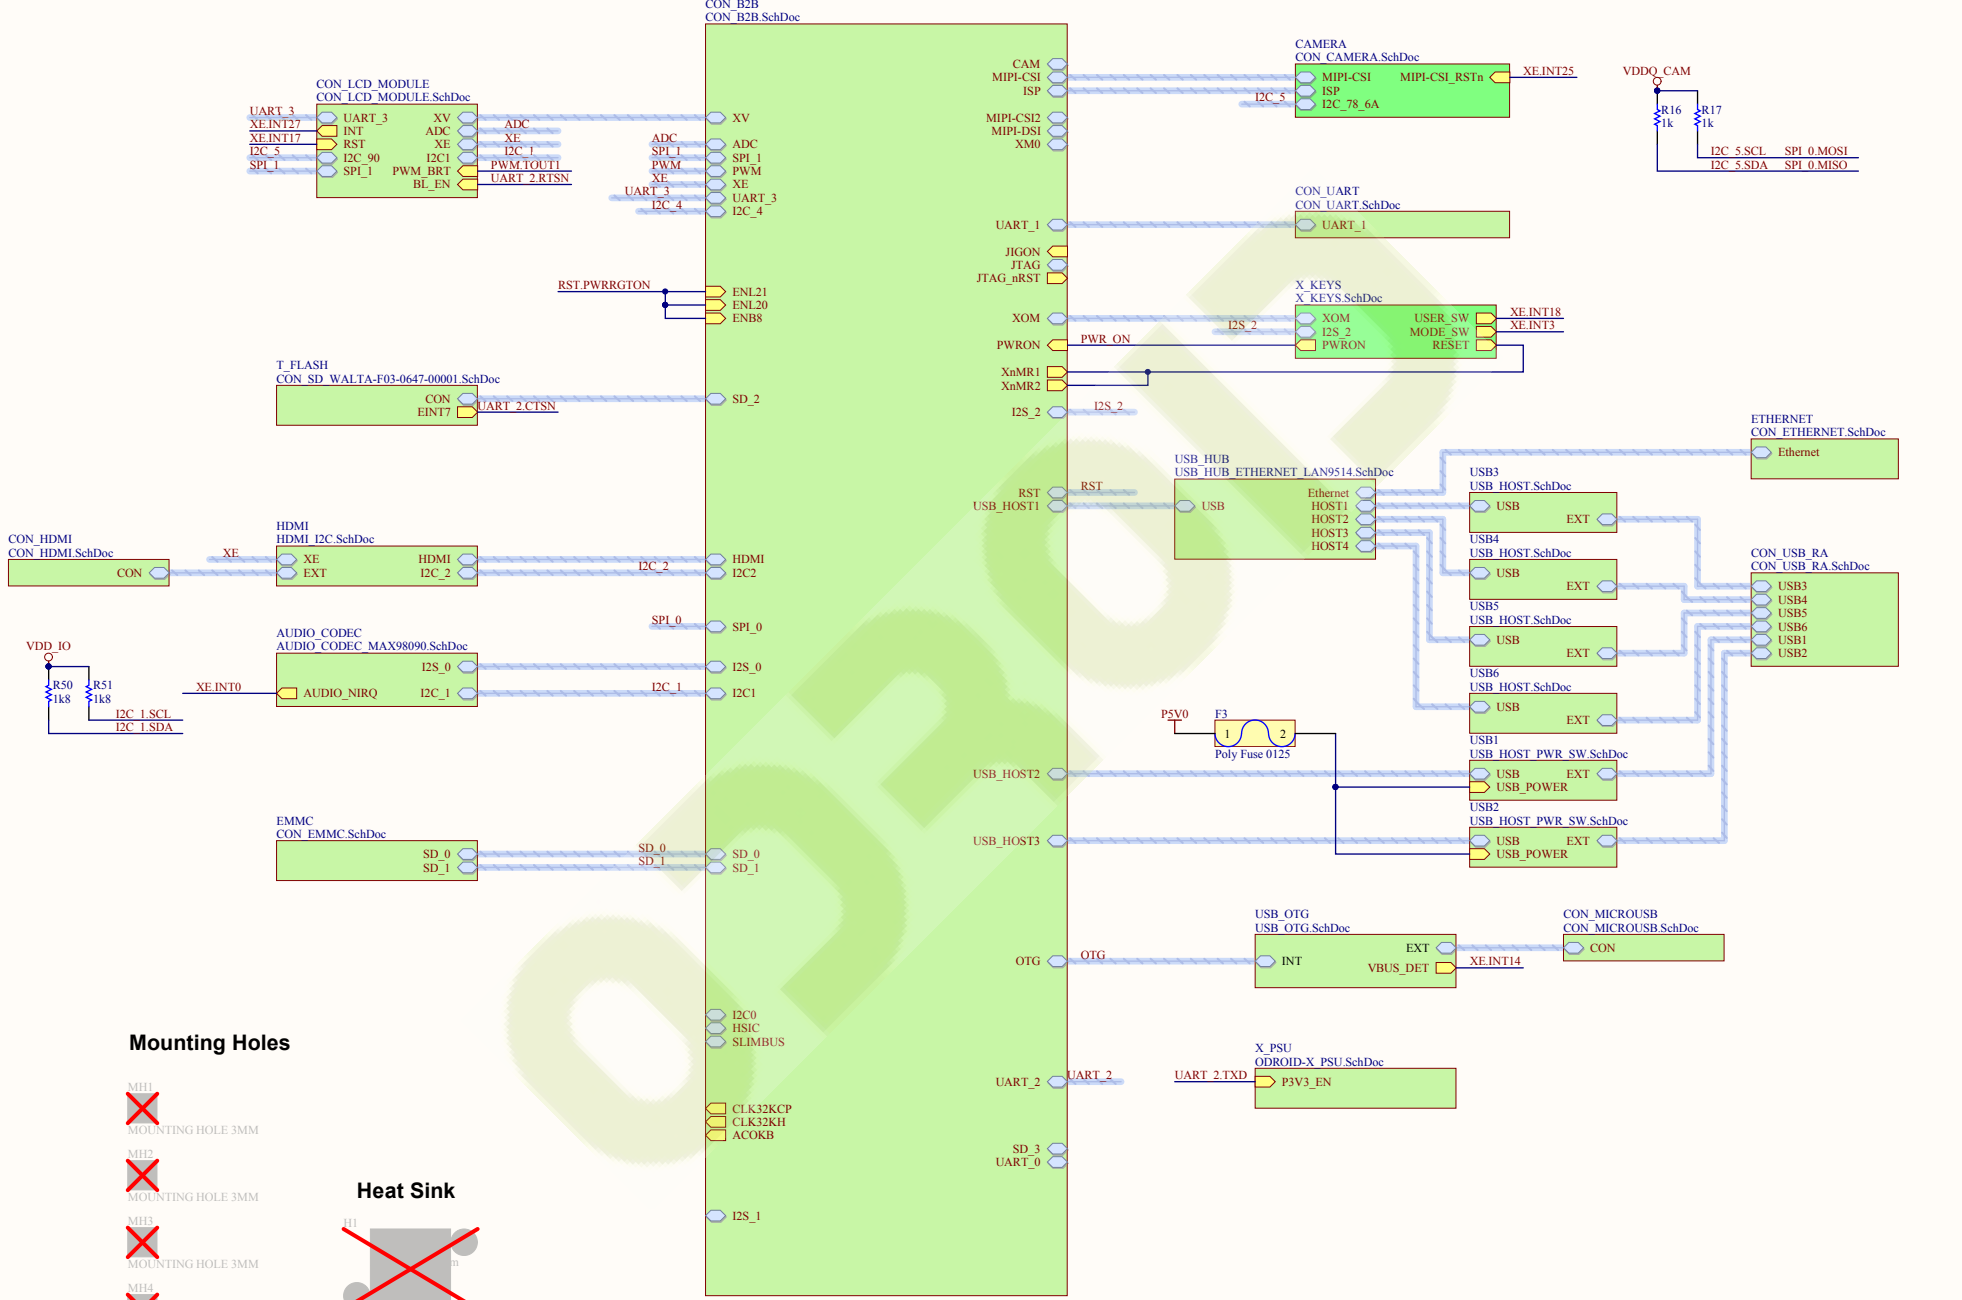 CON_B2B
CON_B2B.SchDoc
CAM
MIPI-CSI
ISP
MIPI-CSI2
MIPI-DSI
XM0
UART_1
JIGON
JTAG
JTAG_nRST
XOM
PWRON
PWR_ON
XnMR1
XnMR2
I2S_2
I2S_2
RST
RST
USB_HOST1
USB_HOST2
USB_HOST3
OTG
OTG
UART_2
UART_2
SD_3
UART_0
XV
ADC
ADC
SPI_1
SPI_1
PWM
PWM
XE
XE
UART_3
UART_3
I2C_4
I2C_4
RST.PWRRGTON
ENL21
ENL20
ENB8
SD_2
HDMI
I2C_2
I2C2
SPI_0
SPI_0
I2S_0
I2C_1
I2C1
SD_0
SD_0
SD_1
SD_1
I2C0
HSIC
SLIMBUS
CLK32KCP
CLK32KH
ACOKB
I2S_1
CON_LCD_MODULE
CON_LCD_MODULE.SchDoc
UART_3
UART_3
XV
XE.INT27
INT
ADC
ADC
XE.INT17
RST
XE
XE
I2C_5
I2C_90
I2C1
I2C_1
SPI_1
SPI_1
PWM_BRT
PWM.TOUT1
BL_EN
UART_2.RTSN
T_FLASH
CON_SD_WALTA-F03-0647-00001.SchDoc
CON
EINT7
UART_2.CTSN
CON_HDMI
CON_HDMI.SchDoc
CON
HDMI
HDMI_I2C.SchDoc
XE
XE
HDMI
EXT
I2C_2
VDD_IO
R50
1k8
R51
1k8
I2C_1.SCL
I2C_1.SDA
AUDIO_CODEC
AUDIO_CODEC_MAX98090.SchDoc
I2S_0
XE.INT0
AUDIO_NIRQ
I2C_1
EMMC
CON_EMMC.SchDoc
SD_0
SD_1
CAMERA
CON_CAMERA.SchDoc
MIPI-CSI
MIPI-CSI_RSTn
XE.INT25
ISP
I2C_5
I2C_78_6A
VDDQ_CAM
R16
1k
R17
1k
I2C_5.SCL SPI_0.MOSI
I2C_5.SDA SPI_0.MISO
CON_UART
CON_UART.SchDoc
UART_1
X_KEYS
X_KEYS.SchDoc
XOM
USER_SW
XE.INT18
I2S_2
I2S_2
MODE_SW
XE.INT3
PWRON
RESET
USB_HUB
USB_HUB_ETHERNET_LAN9514.SchDoc
USB
Ethernet
HOST1
HOST2
HOST3
HOST4
ETHERNET
CON_ETHERNET.SchDoc
Ethernet
USB3
USB_HOST.SchDoc
USB
EXT
USB4
USB_HOST.SchDoc
USB
EXT
USB5
USB_HOST.SchDoc
USB
EXT
USB6
USB_HOST.SchDoc
USB
EXT
USB1
USB_HOST_PWR_SW.SchDoc
USB EXT
USB_POWER
USB2
USB_HOST_PWR_SW.SchDoc
USB EXT
USB_POWER
CON_USB_RA
CON_USB_RA.SchDoc
USB3
USB4
USB5
USB6
USB1
USB2
P5V0
F3
1 2
Poly Fuse 0125
USB_OTG
USB_OTG.SchDoc
EXT
INT
VBUS_DET
XE.INT14
CON_MICROUSB
CON_MICROUSB.SchDoc
CON
X_PSU
ODROID-X_PSU.SchDoc
UART_2.TXD
P3V3_EN
Mounting Holes
MH1
MOUNTING HOLE 3MM
MH2
MOUNTING HOLE 3MM
MH3
MOUNTING HOLE 3MM
MH4
Heat Sink
H1
ODROID